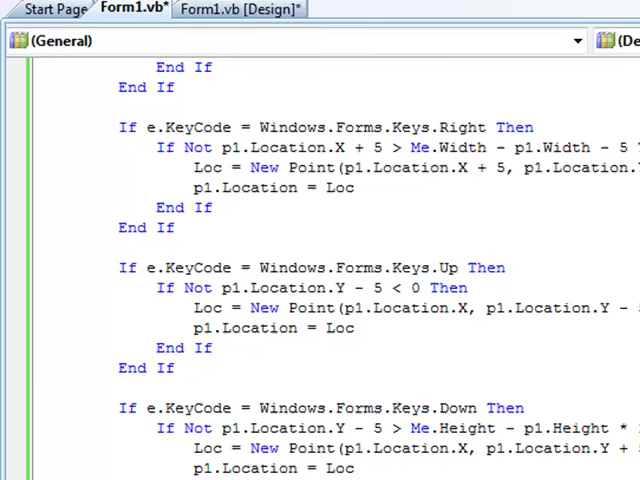 Start Page Form1.vb* Form1.vb [Design]*
(General) (De
End If
End If
If e.KeyCode = Windows.Forms.Keys.Right Then
If Not p1.Location.X + 5 > Me.Width - p1.Width - 5
Loc = New Point(p1.Location.X + 5, p1.Location.
p1.Location = Loc
End If
End If
If e.KeyCode = Windows.Forms.Keys.Up Then
If Not p1.Location.Y - 5 < 0 Then
Loc = New Point(p1.Location.X, p1.Location.Y -
p1.Location = Loc
End If
End If
If e.KeyCode = Windows.Forms.Keys.Down Then
If Not p1.Location.Y - 5 > Me.Height - p1.Height *
Loc = New Point(p1.Location.X, p1.Location.Y +
p1.Location = Loc